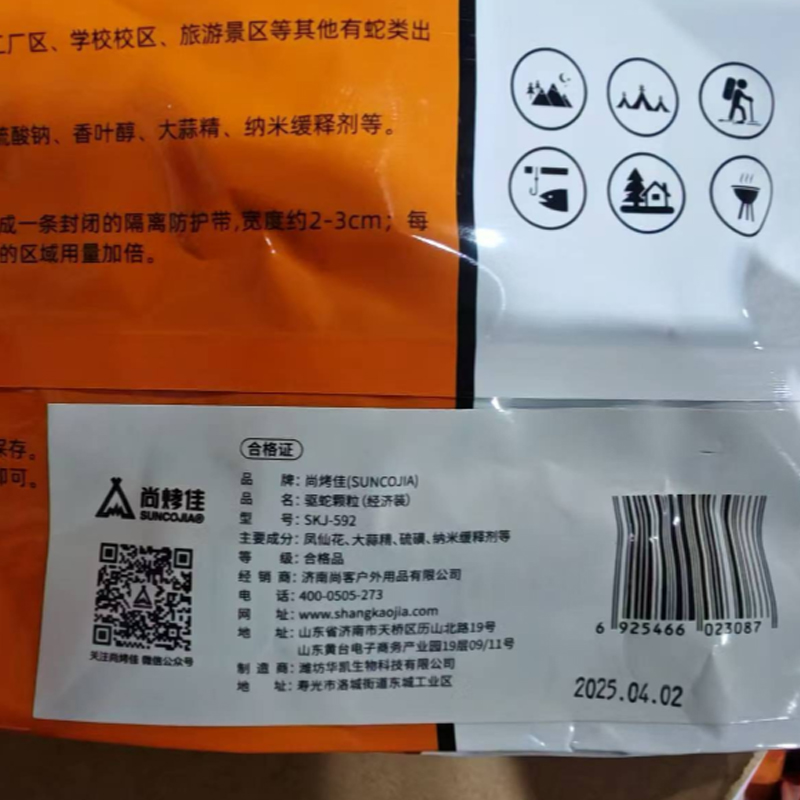 厂区、学校校区、旅游景区等其他有蛇类出
硫酸钠、香叶醇、大蒜精、纳米缓释剂等。
成一条封闭的隔离防护带,宽度约2-3cm；每
的区域用量加倍。
保存。
即可。
合格证
尚烤佳
SUNCOJIA®
关注尚烤佳 微信公众号
品 牌：尚烤佳(SUNCOJIA)
品 名：驱蛇颗粒(经济装)
型 号：SKJ-592
主要成分：凤仙花、大蒜精、硫磺、纳米缓释剂等
等 级：合格品
经 销 商：济南尚客户外用品有限公司
电 话：400-0505-273
网 址：www.shangkaojia.com
地 址：山东省济南市天桥区历山北路19号
山东黄台电子商务产业园19层09/11号
制 造 商：潍坊华凯生物科技有限公司
地 址：寿光市洛城街道东城工业区
6 925466 023087
2025.04.02